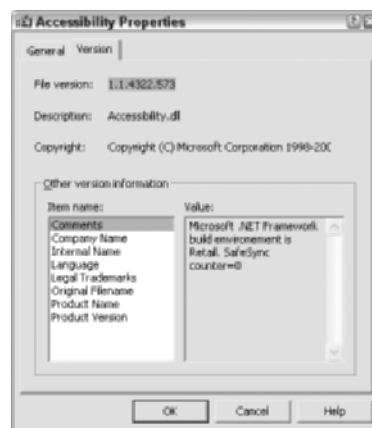 Accessibility Properties
General Version
File version: 1.1.4322.573
Description: Accessibility.dll
Copyright: Copyright (C) Microsoft Corporation 1998-200
Other version information
Item name: Value:
Comments
Company Name
Internal Name
Language
Legal Trademarks
Original Filename
Product Name
Product Version
Microsoft .NET Framework
build environement is
Retail. SafeSync
counter=0
OK Cancel Help